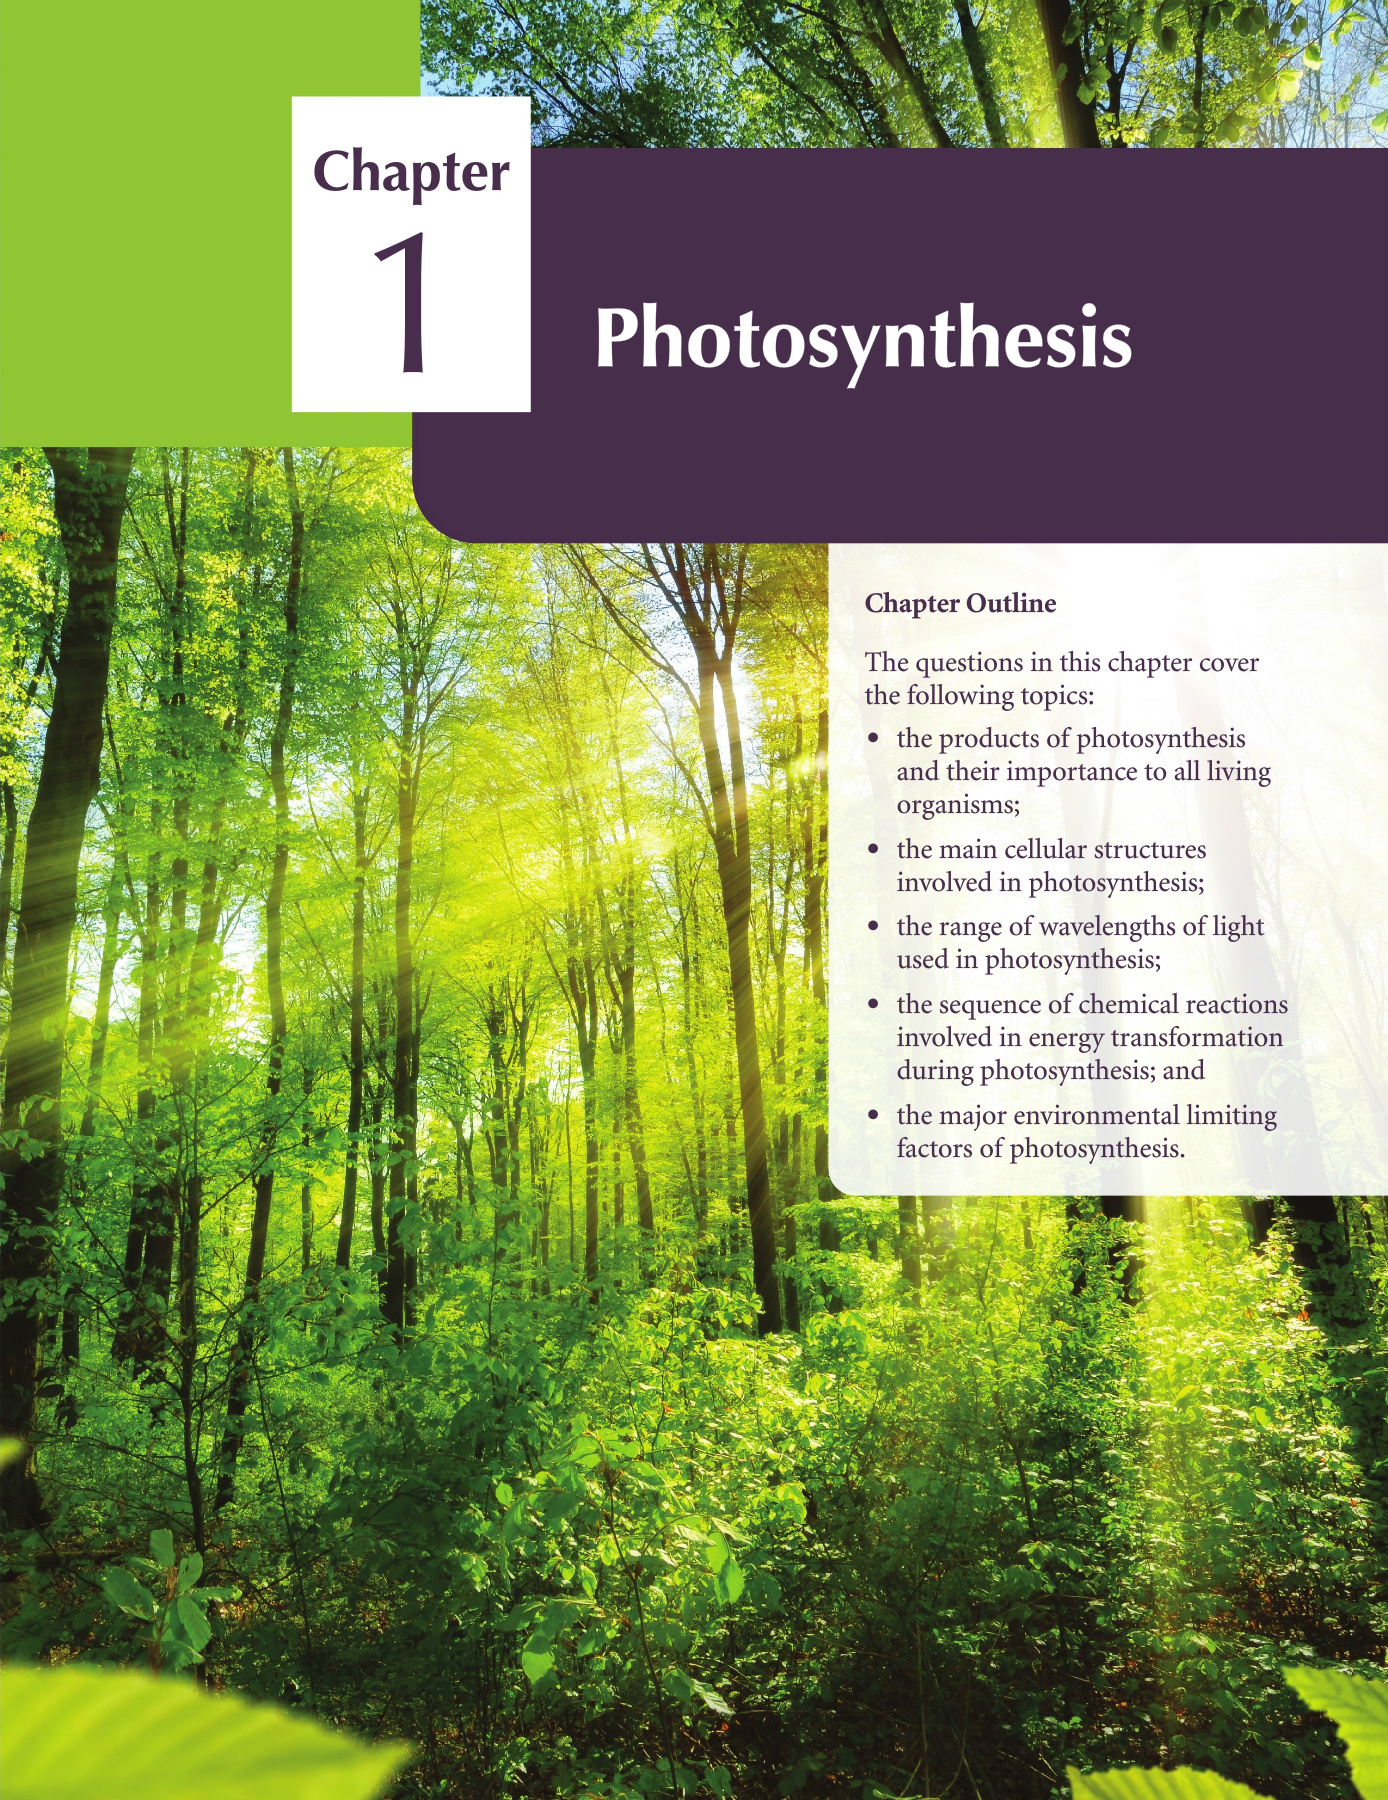 Chapter
1
Photosynthesis
Chapter Outline
The questions in this chapter cover
the following topics:
• the products of photosynthesis
and their importance to all living
organisms;
• the main cellular structures
involved in photosynthesis;
• the range of wavelengths of light
used in photosynthesis;
• the sequence of chemical reactions
involved in energy transformation
during photosynthesis; and
• the major environmental limiting
factors of photosynthesis.